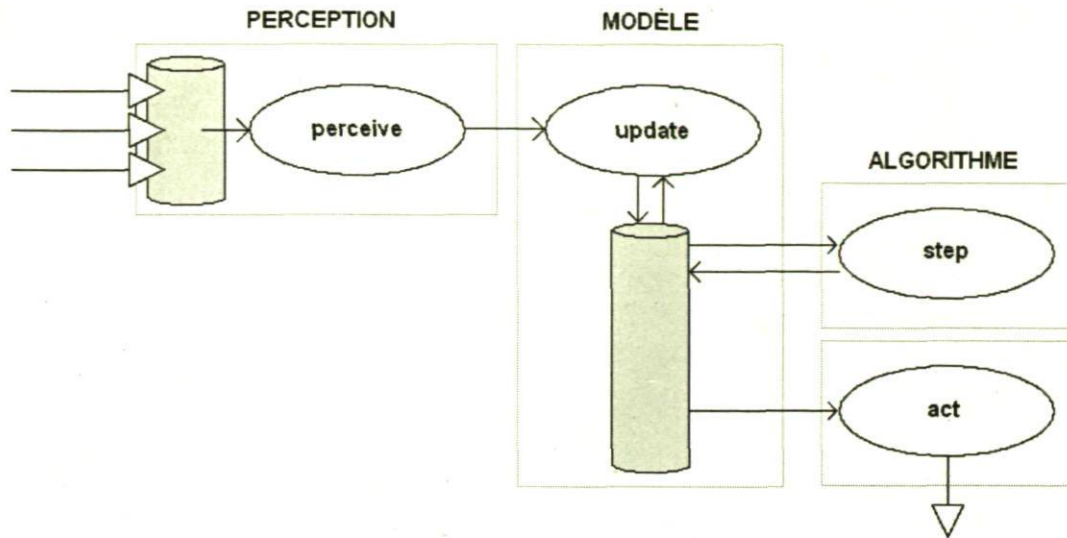 PERCEPTION
MODÈLE
perceive
update
ALGORITHME
step
act